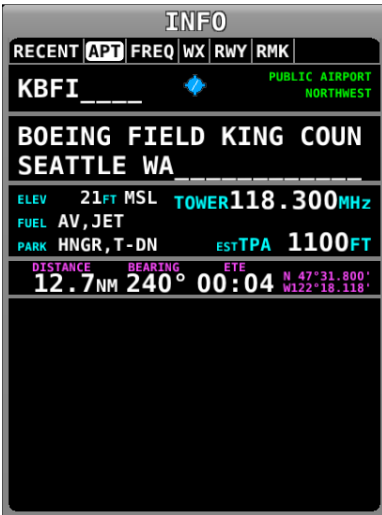 INFO
RECENT APT FREQ WX RWY RMK
KBFI____ PUBLIC AIRPORT
NORTHWEST
BOEING FIELD KING COUN
SEATTLE WA_____________
ELEV 21FT MSL TOWER118.300MHz
FUEL AV,JET
PARK HNGR,T-DN ESTTPA 1100FT
DISTANCE BEARING ETE
12.7NM 240° 00:04 N 47°31.800'
W122°18.118'